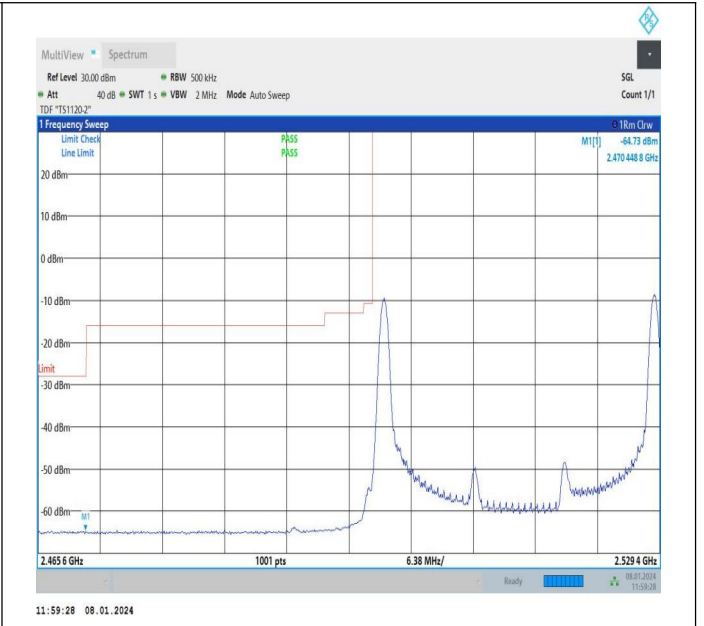 R&S
MultiView Spectrum
Ref Level 30.00 dBm RBW 500 kHz SGL
Att 40 dB SWT 1 s VBW 2 MHz Mode Auto Sweep Count 1/1
TDF "TS1120-2"
1 Frequency Sweep 1Rm Clrw
Limit Check PASS M1[1] -64.73 dBm
Line Limit PASS 2.470 448 8 GHz
20 dBm
10 dBm
0 dBm
-10 dBm
-20 dBm
Limit
-30 dBm
-40 dBm
-50 dBm
-60 dBm
M1
2.465 6 GHz 1001 pts 6.38 MHz/ 2.529 4 GHz
Ready 08.01.2024
11:59:28
11:59:28 08.01.2024